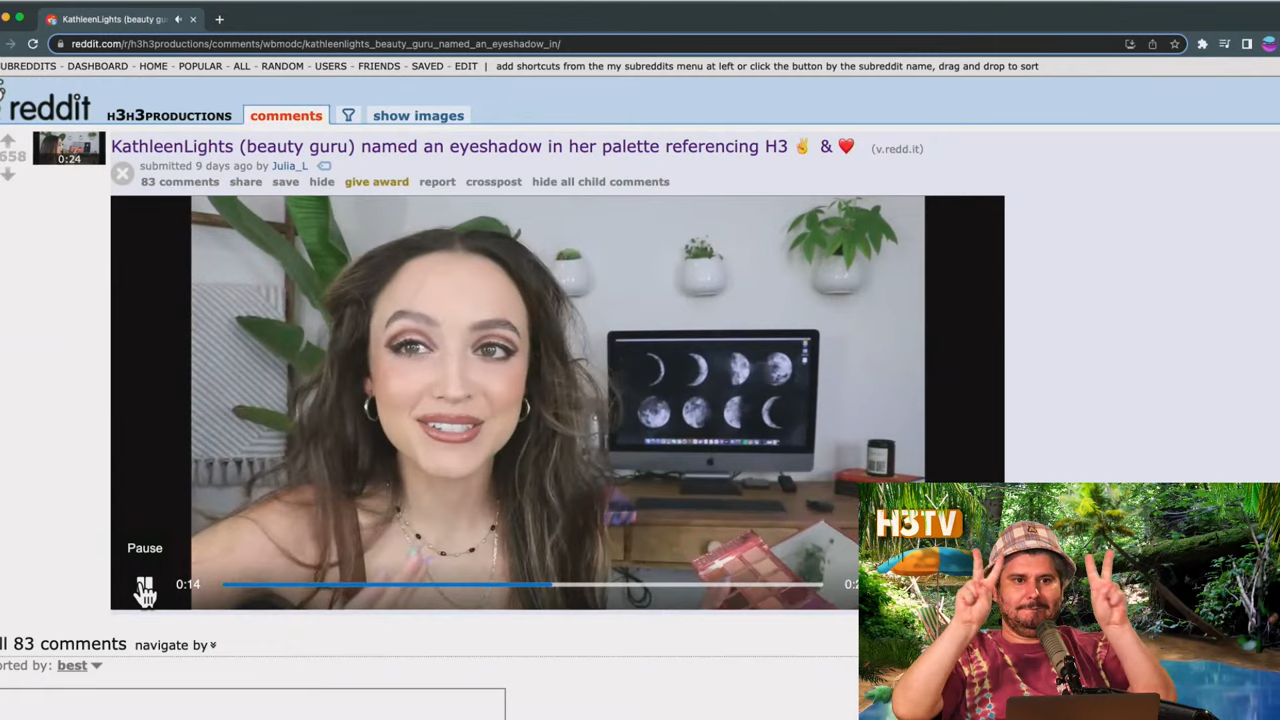 KathleenLights (beauty gu
reddit.com/r/h3h3productions/comments/wbmodc/kathleenlights_beauty_guru_named_an_eyeshadow_in/
SUBREDDITS - DASHBOARD - HOME - POPULAR - ALL - RANDOM - USERS - FRIENDS - SAVED - EDIT | add shortcuts from the my subreddits menu at left or click the button by the subreddit name, drag and drop to sort
reddit H3H3PRODUCTIONS comments show images
658
0:24
KathleenLights (beauty guru) named an eyeshadow in her palette referencing H3 ✌ & ❤ (v.redd.it)
submitted 9 days ago by Julia_L
83 comments share save hide give award report crosspost hide all child comments
Pause
0:14
H3TV
ll 83 comments navigate by
orted by: best